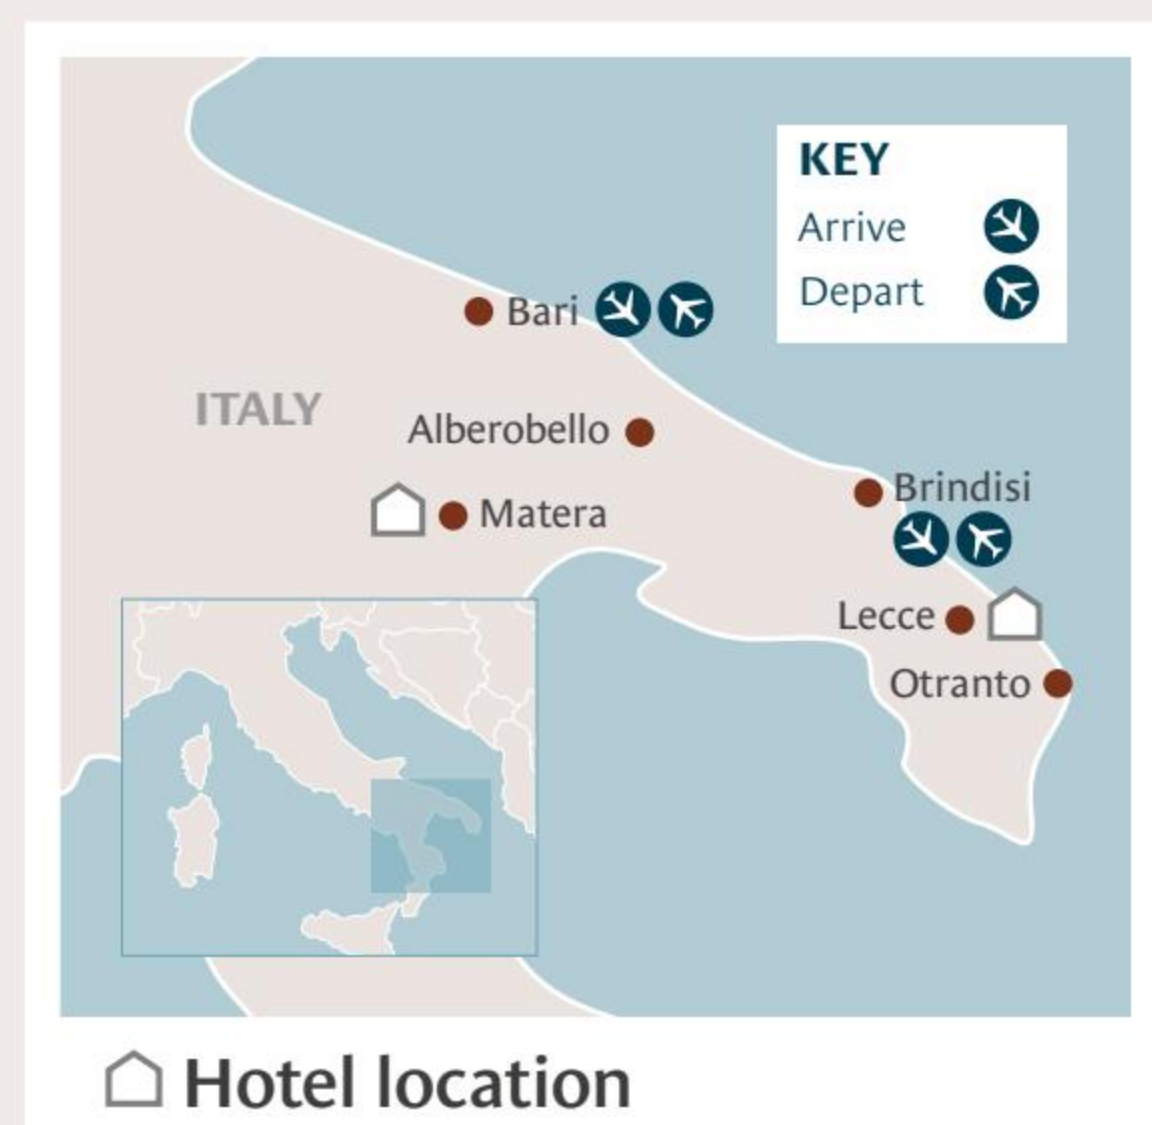 KEY
Arrive
Depart
Bari
ITALY
Alberobello
Brindisi
Matera
Lecce
Otranto
Hotel location